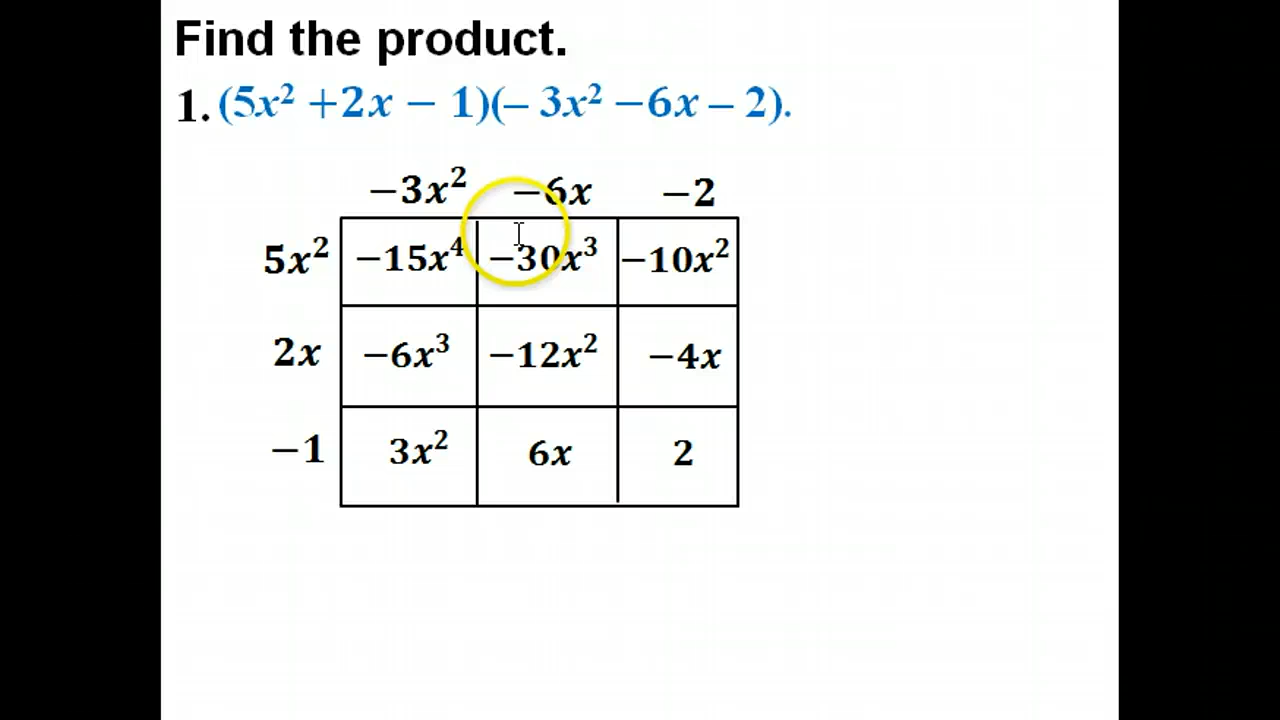 Find the product.
1. (5x² +2x − 1)(− 3x² −6x − 2).
−3x² −6x −2
5x² −15x⁴ −30x³ −10x²
2x −6x³ −12x² −4x
−1 3x² 6x 2